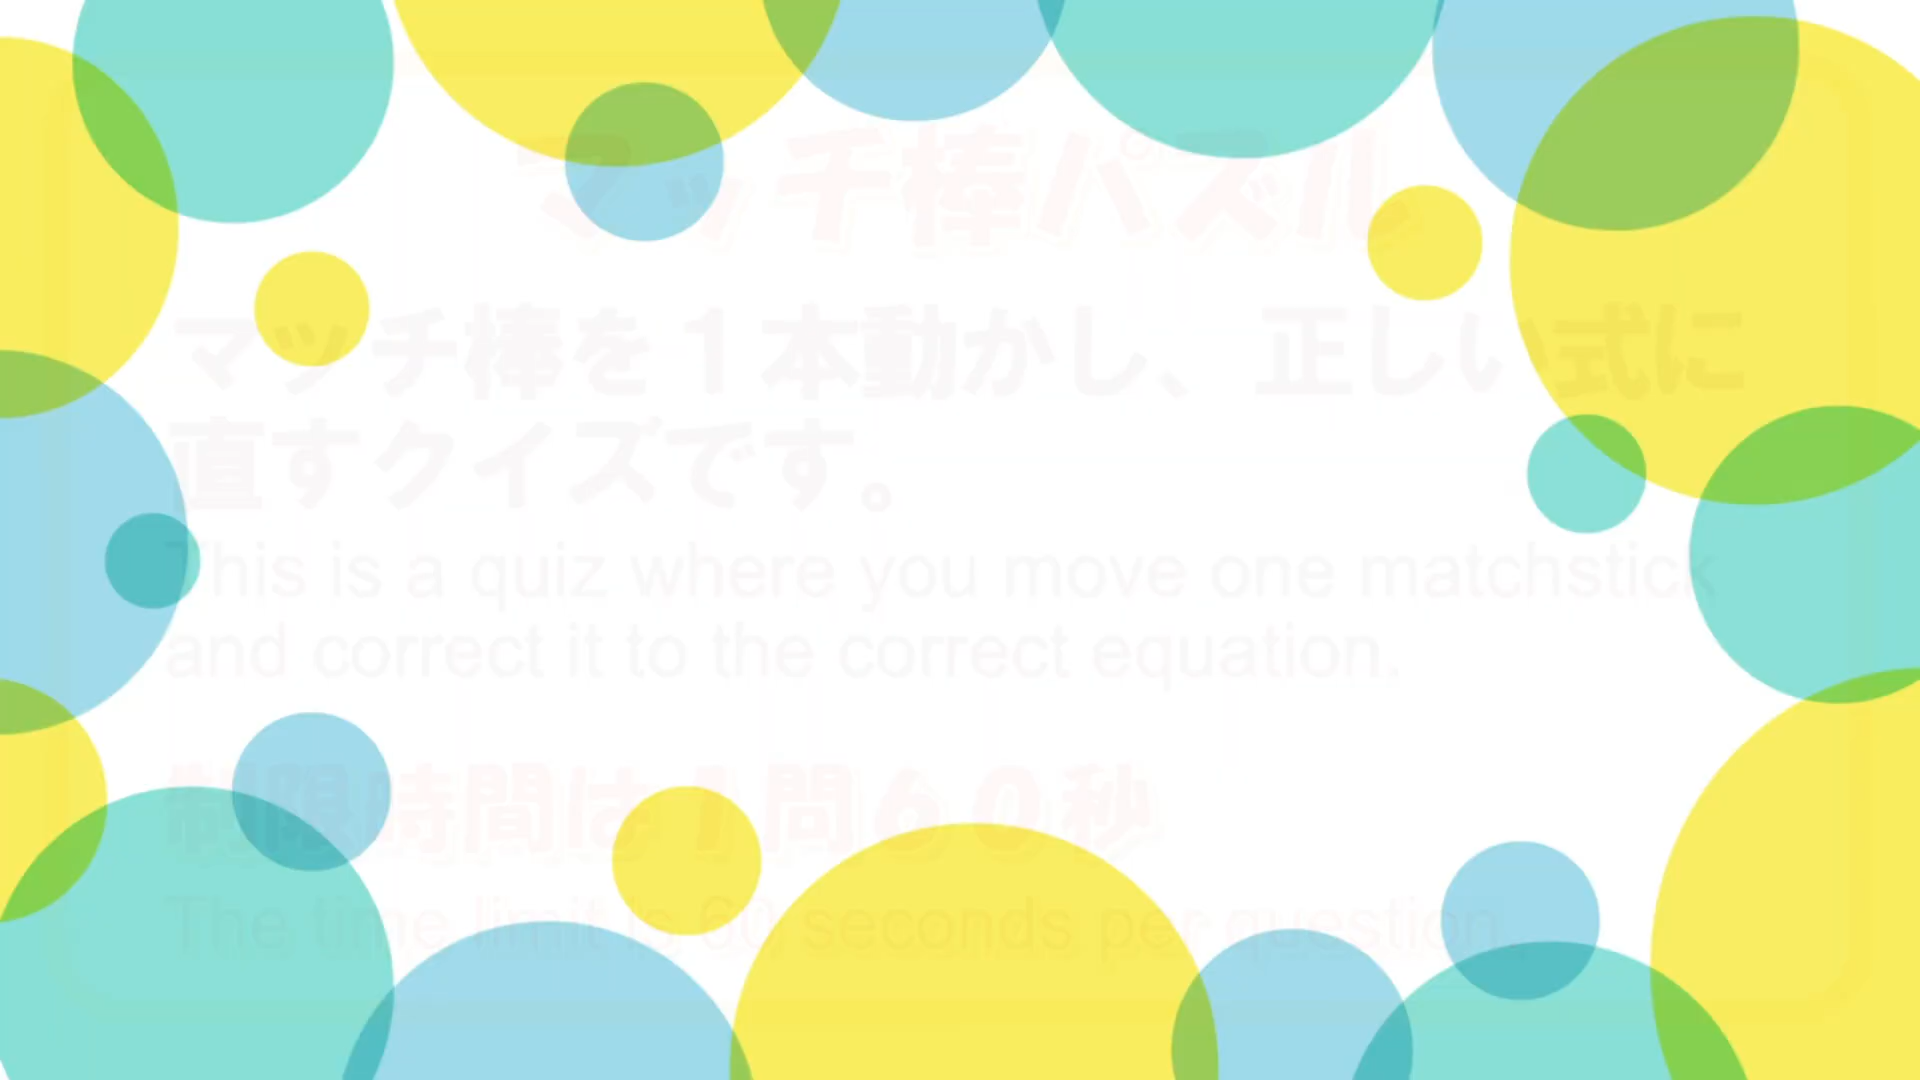 マッチ棒パズル
マッチ棒を１本動かし、正しい式に
直すクイズです。
This is a quiz where you move one matchstick
and correct it to the correct equation.
制限時間は１問６０秒
The time limit is 60 seconds per question